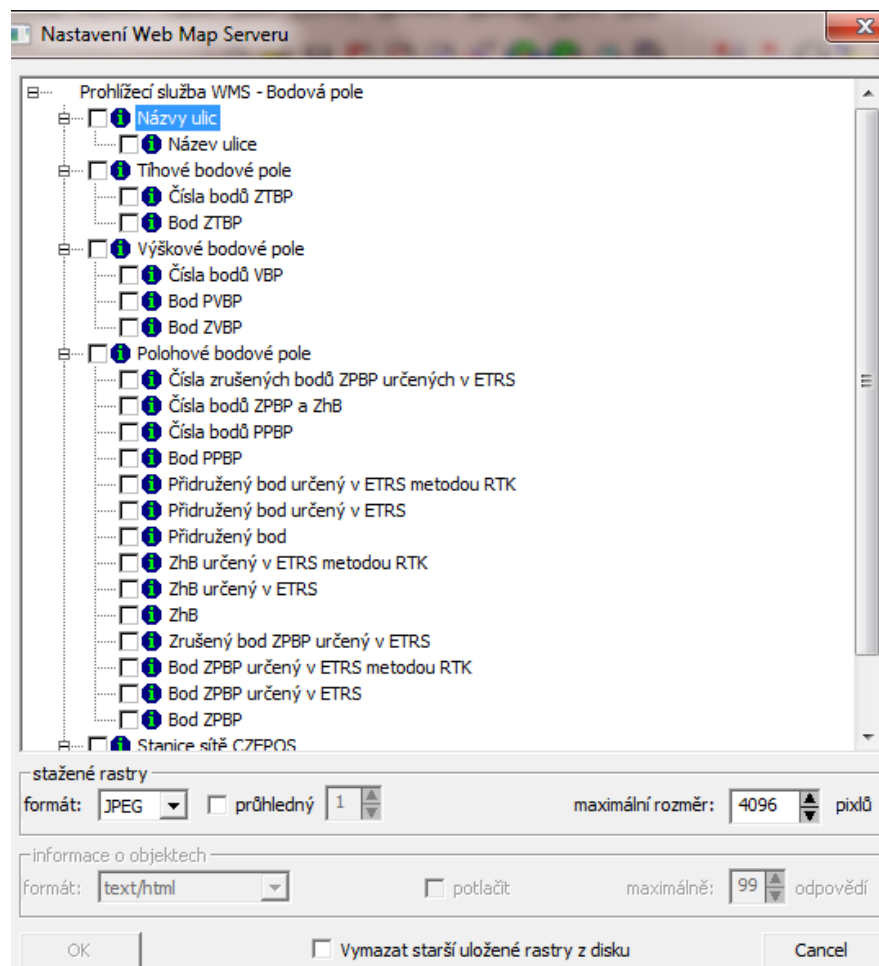 Nastavení Web Map Serveru
Prohlížecí služba WMS - Bodová pole
Názvy ulic
Název ulice
Tíhové bodové pole
Čísla bodů ZTBP
Bod ZTBP
Výškové bodové pole
Čísla bodů VBP
Bod PVBP
Bod ZVBP
Polohové bodové pole
Čísla zrušených bodů ZPBP určených v ETRS
Čísla bodů ZPBP a ZhB
Čísla bodů PPBP
Bod PPBP
Přidružený bod určený v ETRS metodou RTK
Přidružený bod určený v ETRS
Přidružený bod
ZhB určený v ETRS metodou RTK
ZhB určený v ETRS
ZhB
Zrušený bod ZPBP určený v ETRS
Bod ZPBP určený v ETRS metodou RTK
Bod ZPBP určený v ETRS
Bod ZPBP
Stanice sítě CZEPOS
stažené rastry
formát: JPEG průhledný 1 maximální rozměr: 4096 pixlů
informace o objektech
formát: text/html potlačit maximálně: 99 odpovědí
OK Vymazat starší uložené rastry z disku Cancel